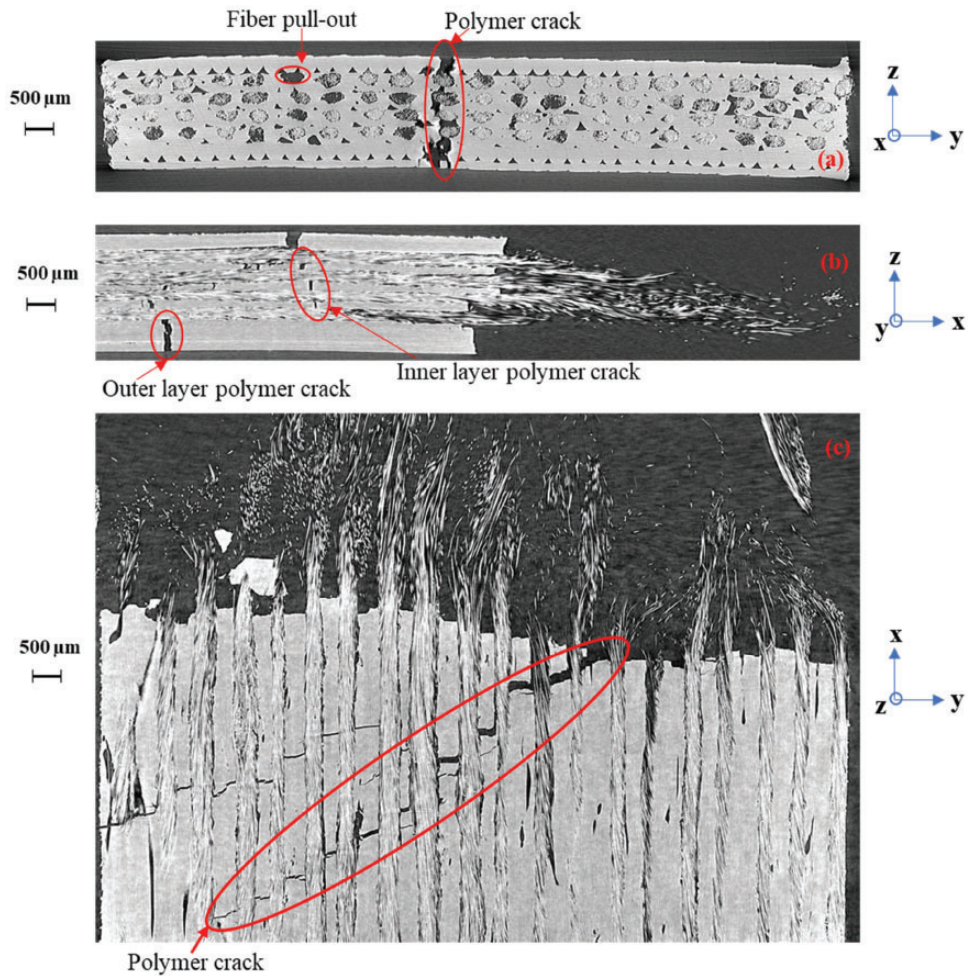 Fiber pull-out
Polymer crack
500 µm
z
x
y
(a)
500 µm
z
y
x
(b)
Outer layer polymer crack
Inner layer polymer crack
(c)
500 µm
x
z
y
Polymer crack